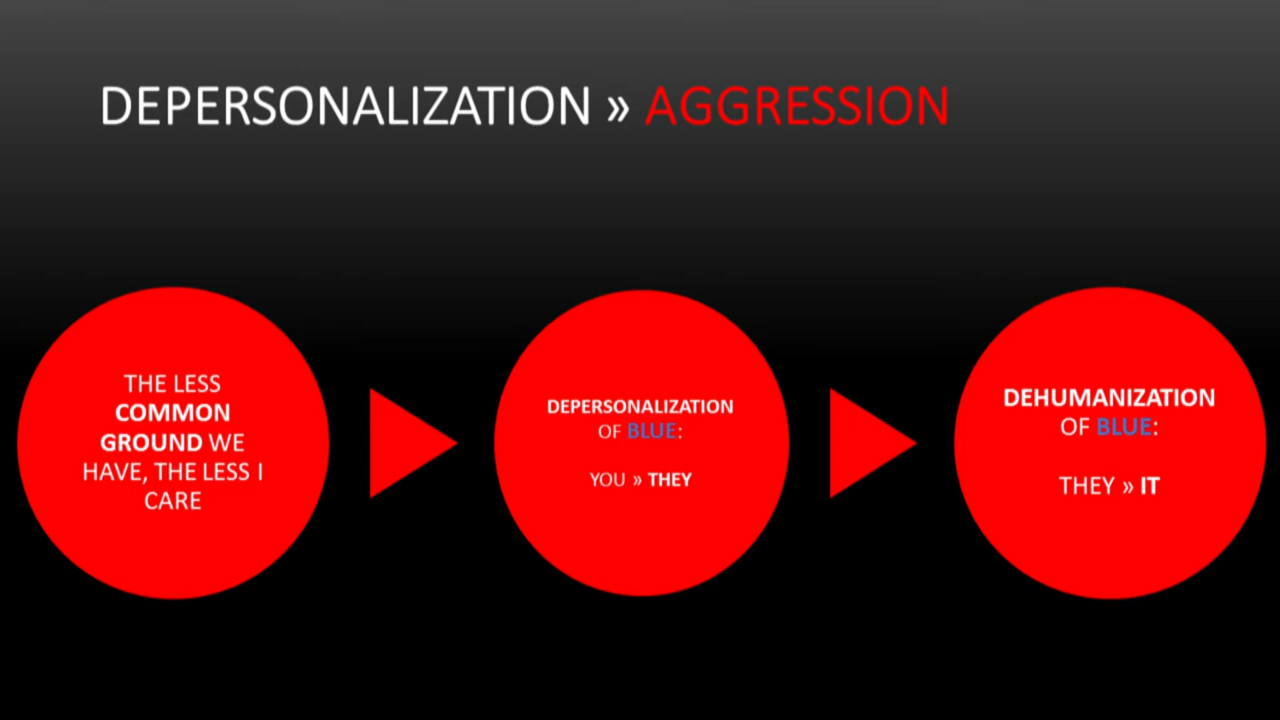 DEPERSONALIZATION » AGGRESSION
THE LESS
COMMON
GROUND WE
HAVE, THE LESS I
CARE
DEPERSONALIZATION
OF BLUE:
YOU » THEY
DEHUMANIZATION
OF BLUE:
THEY » IT